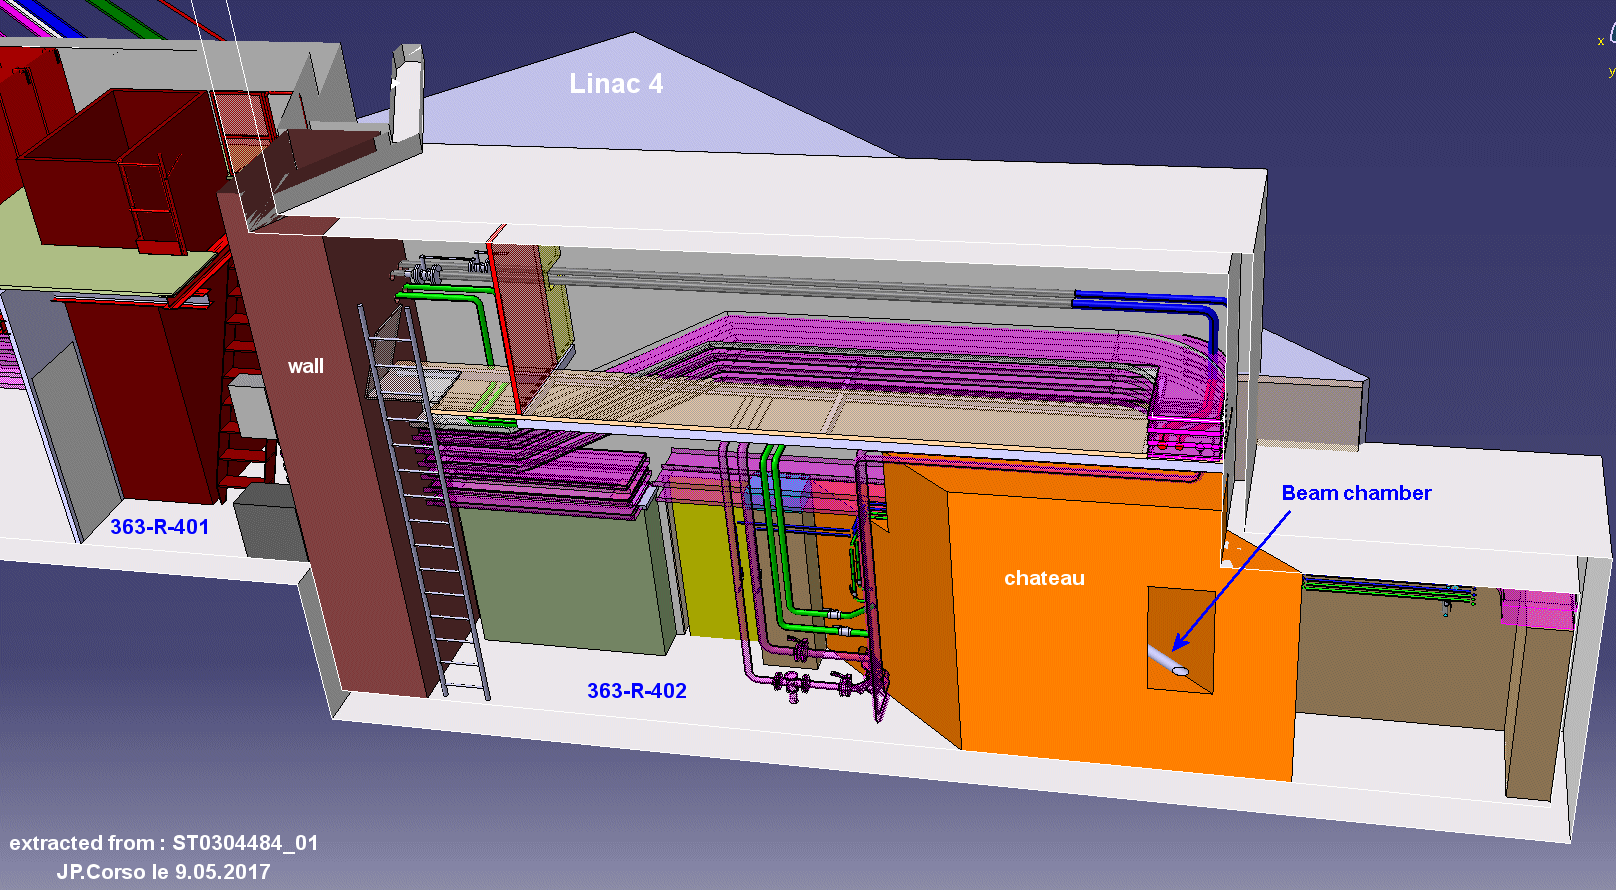 Linac 4
x
y
wall
Beam chamber
363-R-401
chateau
363-R-402
extracted from : ST0304484_01
JP.Corso le 9.05.2017